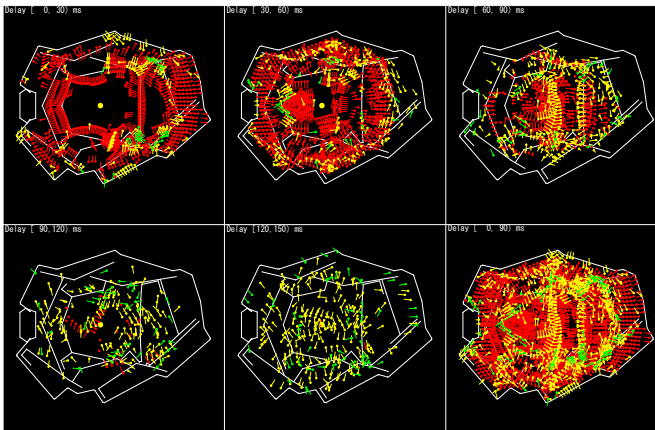 Delay [  0, 30) ms
Delay [ 30, 60) ms
Delay [ 60, 90) ms
Delay [ 90,120) ms
Delay [120,150) ms
Delay [  0, 90) ms